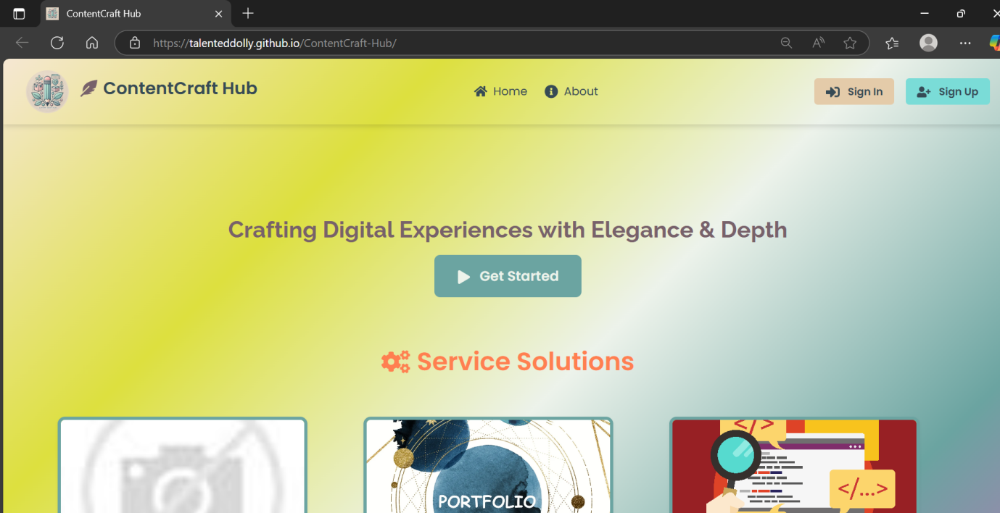 ContentCraft Hub
https://talenteddolly.github.io/ContentCraft-Hub/
ContentCraft Hub
Home
About
Sign In
Sign Up
Crafting Digital Experiences with Elegance & Depth
Get Started
Service Solutions
PORTFOLIO
</>
</...>